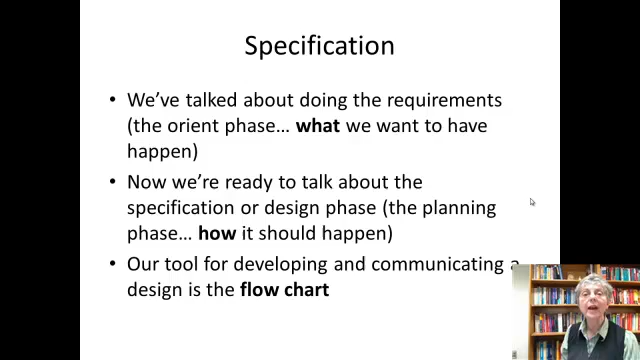 Specification
• We've talked about doing the requirements
(the orient phase... what we want to have
happen)
• Now we're ready to talk about the
specification or design phase (the planning
phase... how it should happen)
• Our tool for developing and communicating a
design is the flow chart